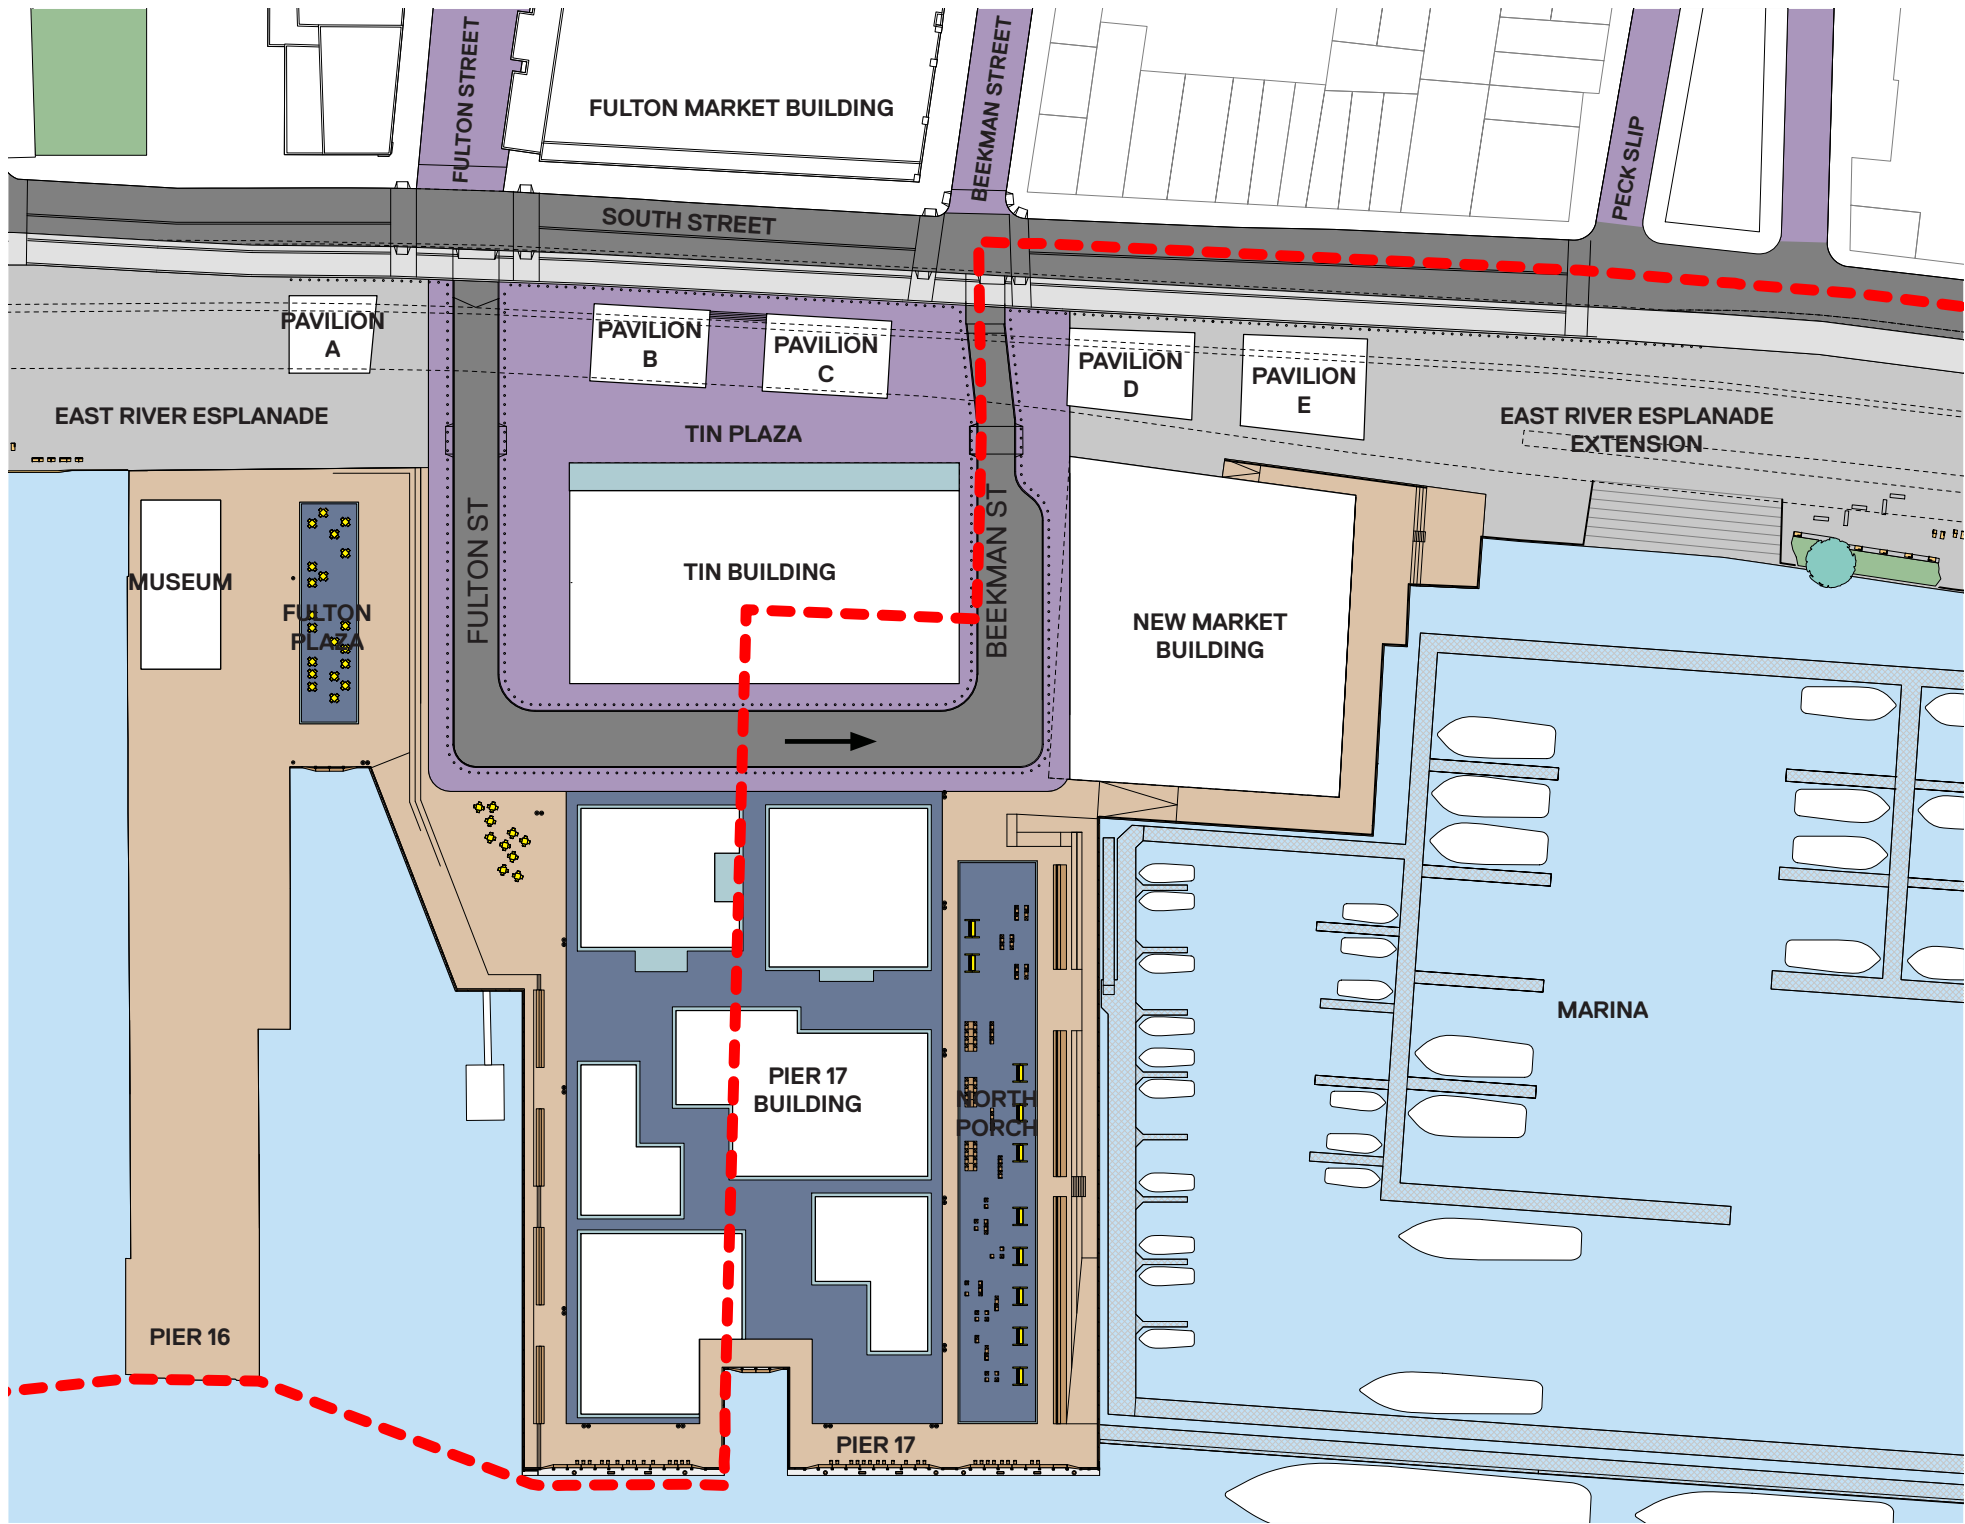 FULTON STREET
FULTON MARKET BUILDING
BEEKMAN STREET
PECK SLIP
SOUTH STREET
PAVILION
A
PAVILION
B
PAVILION
C
PAVILION
D
PAVILION
E
EAST RIVER ESPLANADE
TIN PLAZA
EAST RIVER ESPLANADE
EXTENSION
FULTON ST
BEEKMAN ST
MUSEUM
FULTON
PLAZA
TIN BUILDING
NEW MARKET
BUILDING
MARINA
PIER 17
BUILDING
NORTH
PORCH
PIER 16
PIER 17